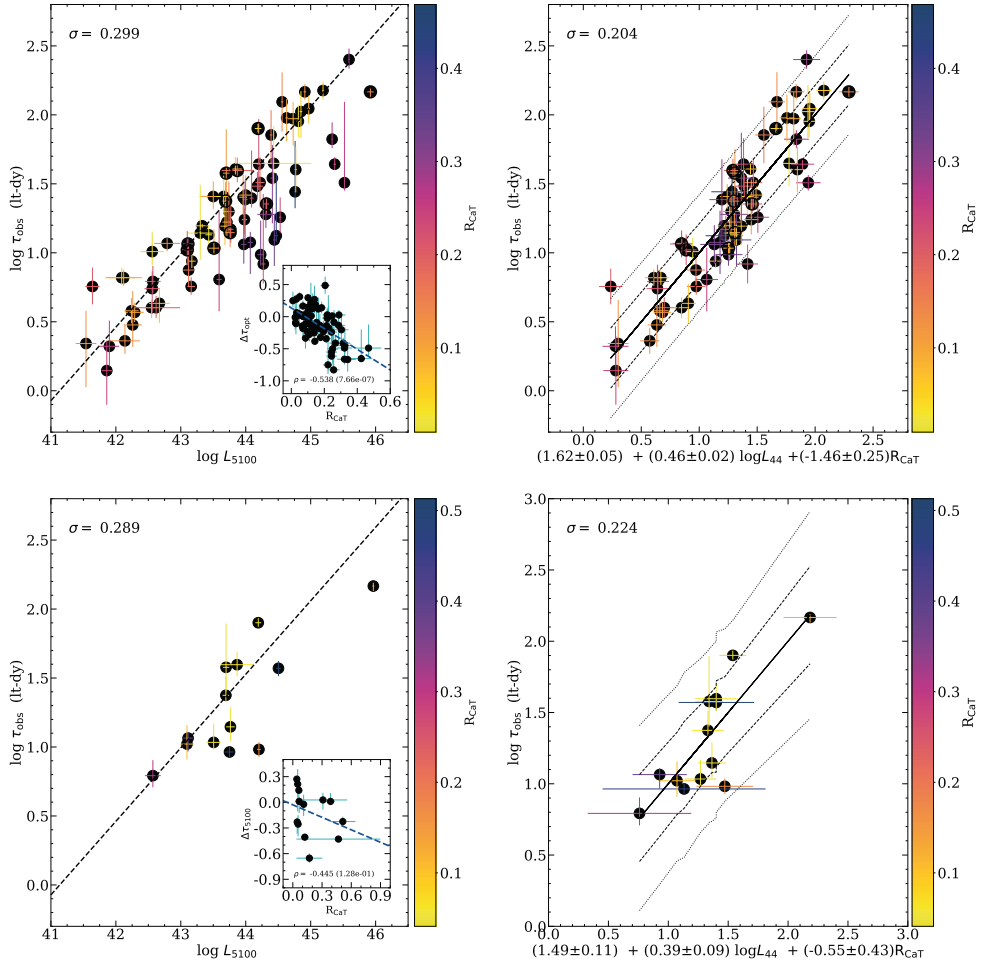 σ = 0.299
log τobs (lt-dy)
2.5
2.0
1.5
1.0
0.5
0.0
41 42 43 44 45 46
log L5100
0.4
0.3
0.2
0.1
RCaT
Δτopt
0.5
0.0
-0.5
-1.0
ρ = -0.538 (7.66e-07)
0.0 0.2 0.4 0.6
RCaT
σ = 0.204
log τobs (lt-dy)
2.5
2.0
1.5
1.0
0.5
0.0
0.0 0.5 1.0 1.5 2.0 2.5
(1.62±0.05) + (0.46±0.02) logL44 +(-1.46±0.25)RCaT
0.4
0.3
0.2
0.1
RCaT
σ = 0.289
log τobs (lt-dy)
2.5
2.0
1.5
1.0
0.5
0.0
41 42 43 44 45 46
log L5100
0.5
0.4
0.3
0.2
0.1
RCaT
Δτ5100
0.3
0.0
-0.3
-0.6
-0.9
ρ = -0.445 (1.28e-01)
0.0 0.3 0.6 0.9
RCaT
σ = 0.224
log τobs (lt-dy)
3.0
2.5
2.0
1.5
1.0
0.5
0.0
0.0 0.5 1.0 1.5 2.0 2.5 3.0
(1.49±0.11) + (0.39±0.09) logL44 + (-0.55±0.43)RCaT
0.5
0.4
0.3
0.2
0.1
RCaT